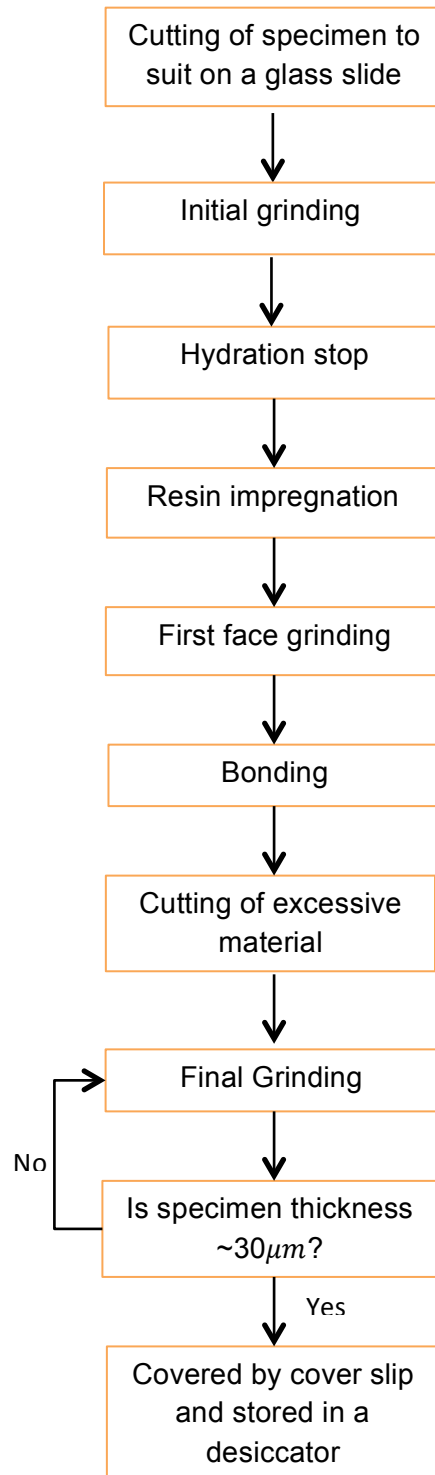 Cutting of specimen to
suit on a glass slide
Initial grinding
Hydration stop
Resin impregnation
First face grinding
Bonding
Cutting of excessive
material
Final Grinding
No
Is specimen thickness
~30𝜇𝑚?
Yes
Covered by cover slip
and stored in a
desiccator